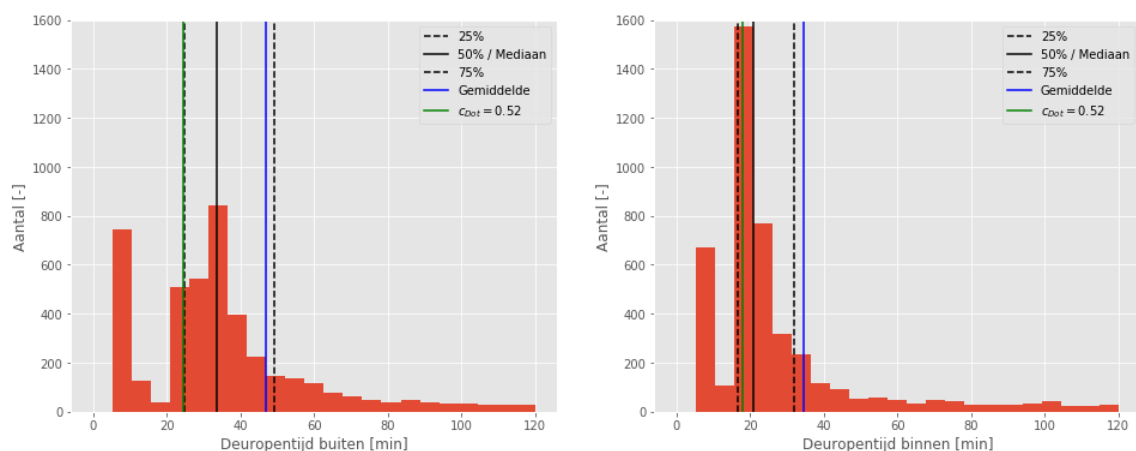 1600
1400
1200
1000
800
600
400
200
0
Aantal [-]
0 20 40 60 80 100 120
Deuropentijd buiten [min]
25%
50% / Mediaan
75%
Gemiddelde
c_Dot = 0.52
1600
1400
1200
1000
800
600
400
200
0
Aantal [-]
0 20 40 60 80 100 120
Deuropentijd binnen [min]
25%
50% / Mediaan
75%
Gemiddelde
c_Dot = 0.52